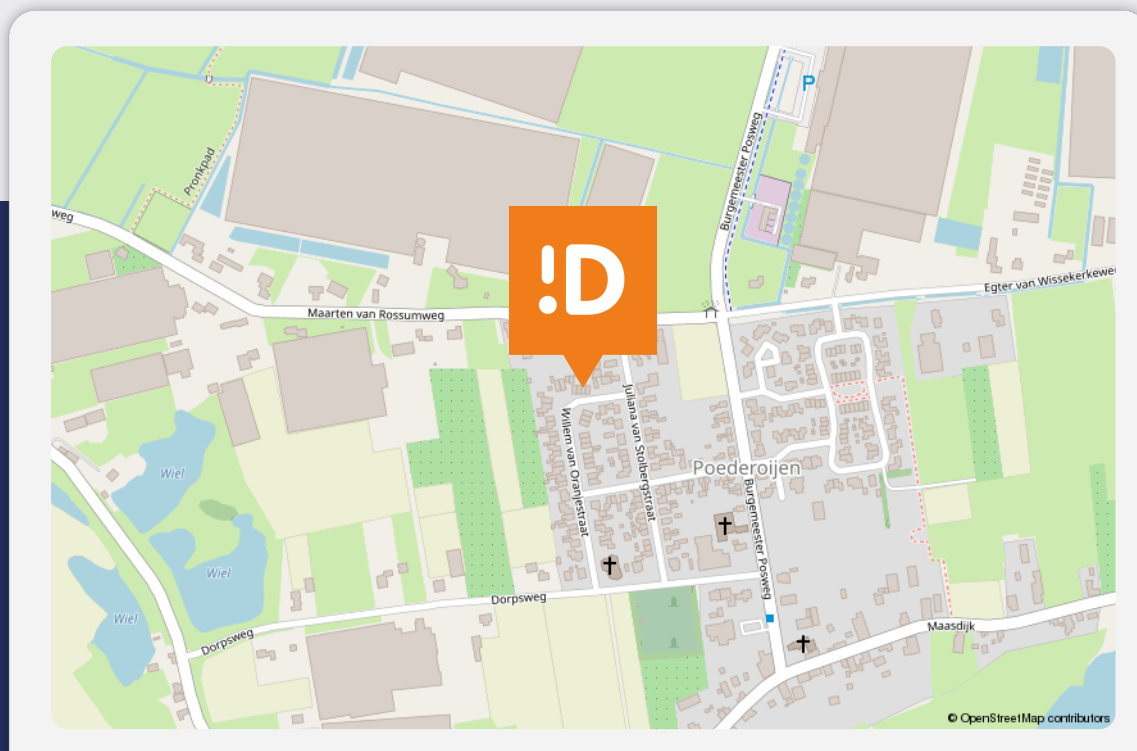 P
Burgemeester Posweg
Pronkpad
weg
!D
Egter van Wissekerkewe
Maarten van Rossumweg
Juliana van Stolbergstraat
Willem van Oranjestraat
Poederoijen
Wiel
Burgemeester Posweg
Wiel
Dorpsweg
Wiel
Maasdijk
Dorpsweg
© OpenStreetMap contributors